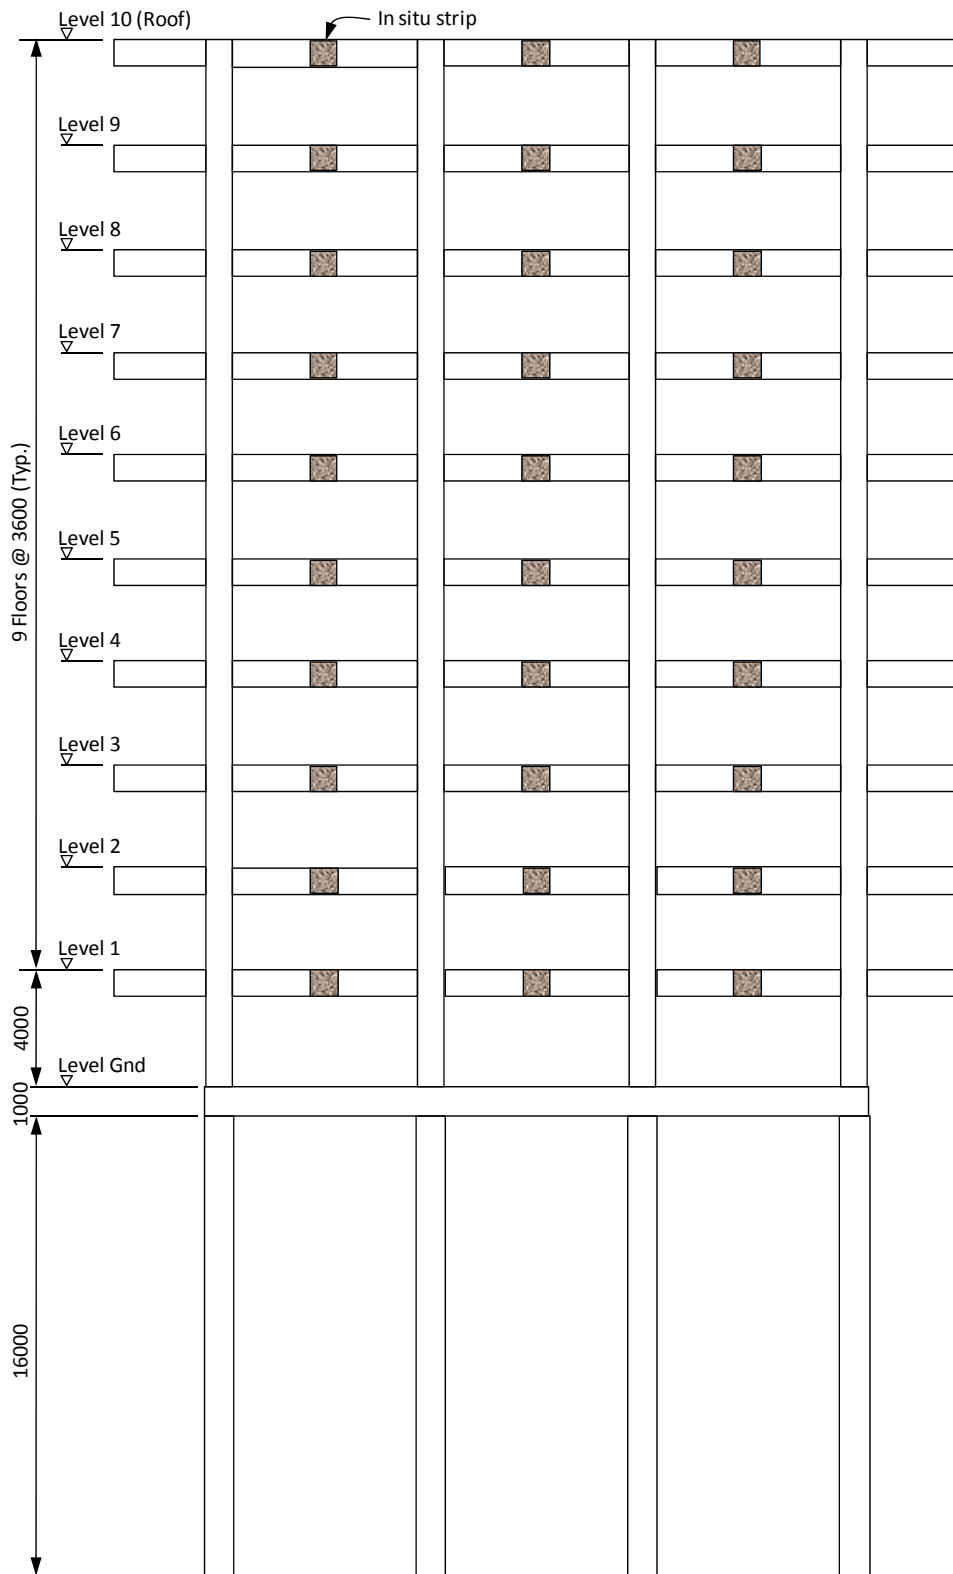 Level 10 (Roof)
In situ strip
Level 9
Level 8
Level 7
Level 6
9 Floors @ 3600 (Typ.)
Level 5
Level 4
Level 3
Level 2
Level 1
4000
Level Gnd
1000
16000